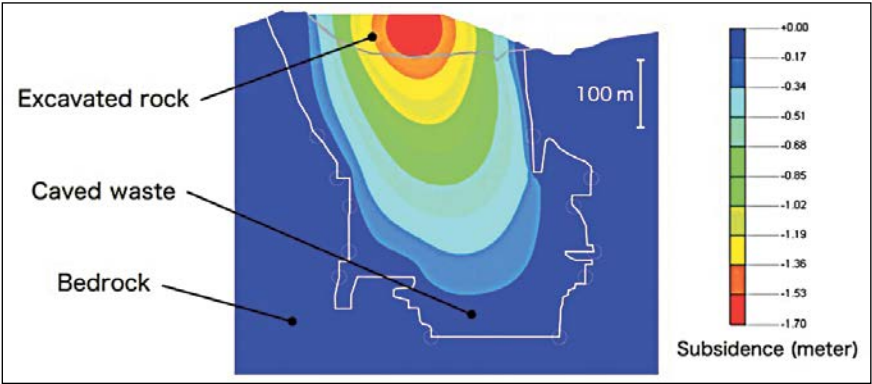 Excavated rock
Caved waste
Bedrock
100 m
+0.00
-0.17
-0.34
-0.51
-0.68
-0.85
-1.02
-1.19
-1.36
-1.53
-1.70
Subsidence (meter)